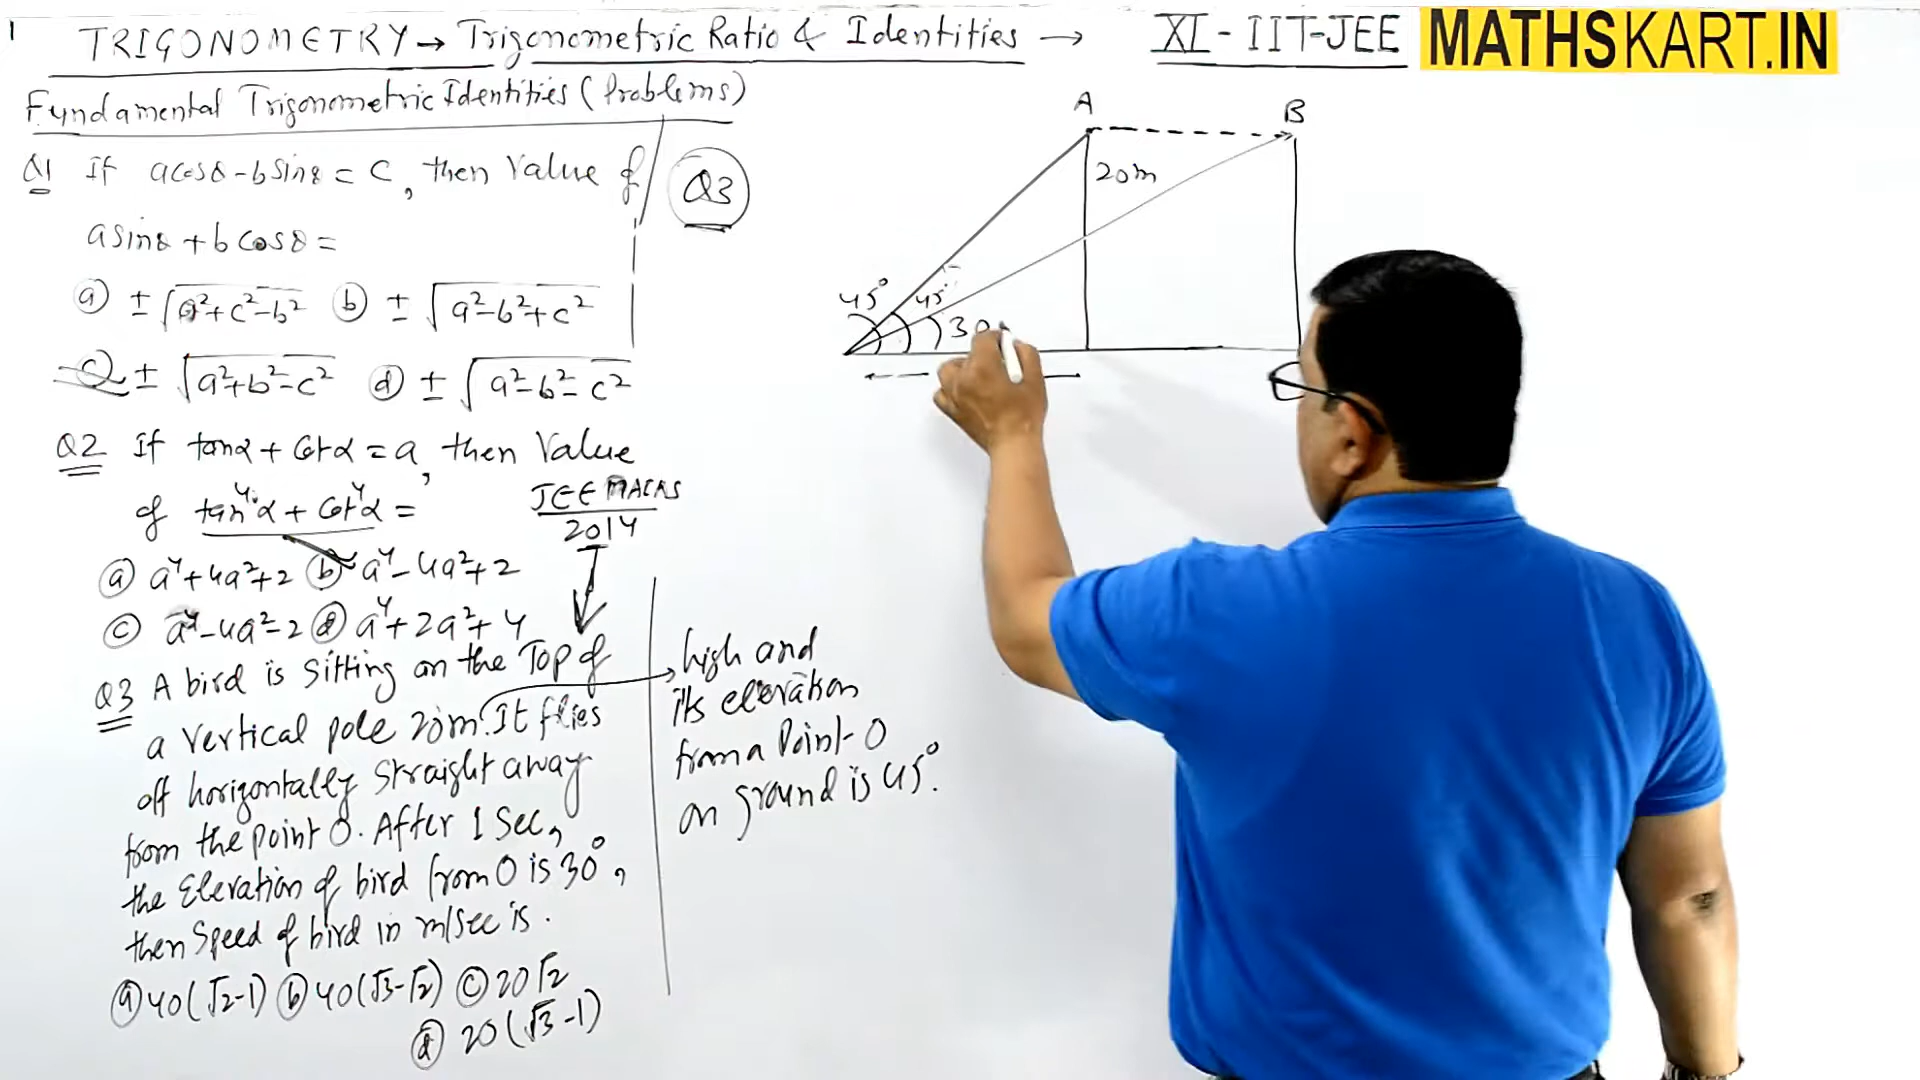 1
TRIGONOMETRY → Trigonometric Ratio & Identities → XI - IIT-JEE MATHSKART.IN
Fundamental Trigonometric Identities (Problems)
Q1 If acosθ - bsinθ = c, then Value of
asinθ + bcosθ =
(a) ± √a²+c²-b² (b) ± √a²-b²+c²
(c) ± √a²+b²-c² (d) ± √a²-b²-c²
Q2 If tanα + Cotα = a, then Value
of tan⁴α + Cot⁴α =
JEE MAINS
2014
(a) a⁴+4a²+2 (b) a⁴-4a²+2
(c) a⁴-4a²-2 (d) a⁴+2a²+4
Q3 A bird is Sitting on the Top of
a vertical pole 20m. It flies
off horizontally straight away
from the point O. After 1 Sec,
the Elevation of bird from O is 30°,
then Speed of bird in m/sec is.
(a) 40(√2-1) (b) 40(√3-√2) (c) 20√2
(d) 20(√3-1)
high and
its elevation
from a Point O
on ground is 45°.
Q3
A
B
20m
45°
45°
30